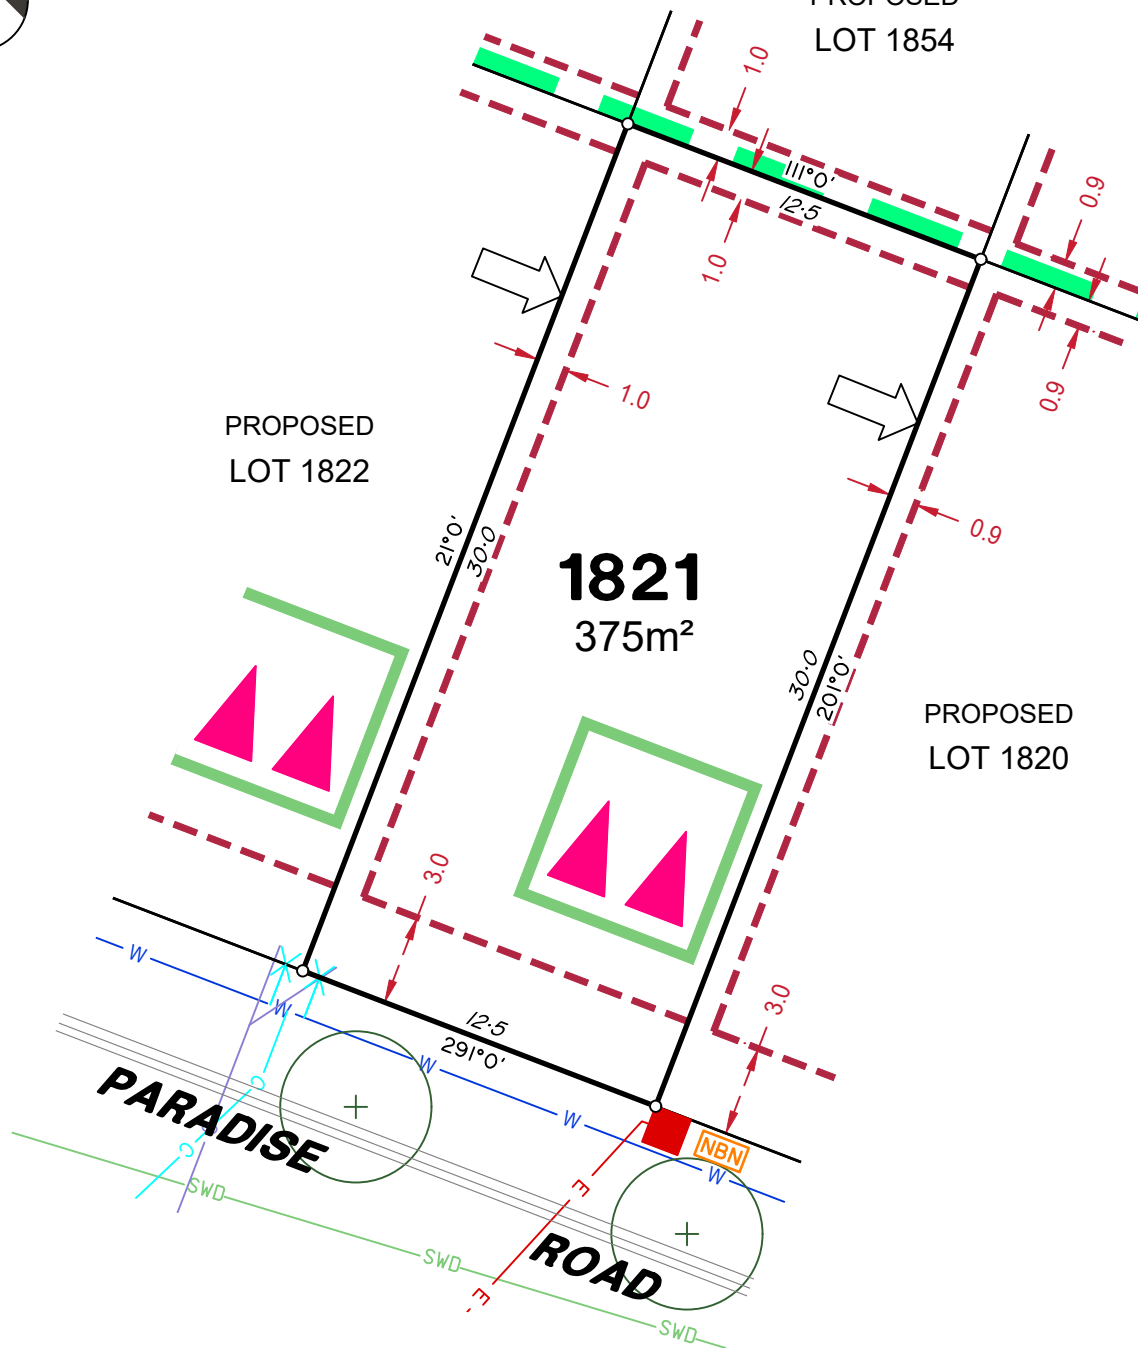 PROPOSED
LOT 1854
1.0
111°0'
12·5
1.0
0.9
0.9
1.0
PROPOSED
LOT 1822
21°0'
30·0
0.9
1821
375m²
30·0
201°0'
PROPOSED
LOT 1820
3.0
3.0
W
W
12·5
291°0'
W
W
W
C
C
PARADISE
ROAD
NBN
E
E
SWD
SWD
SWD